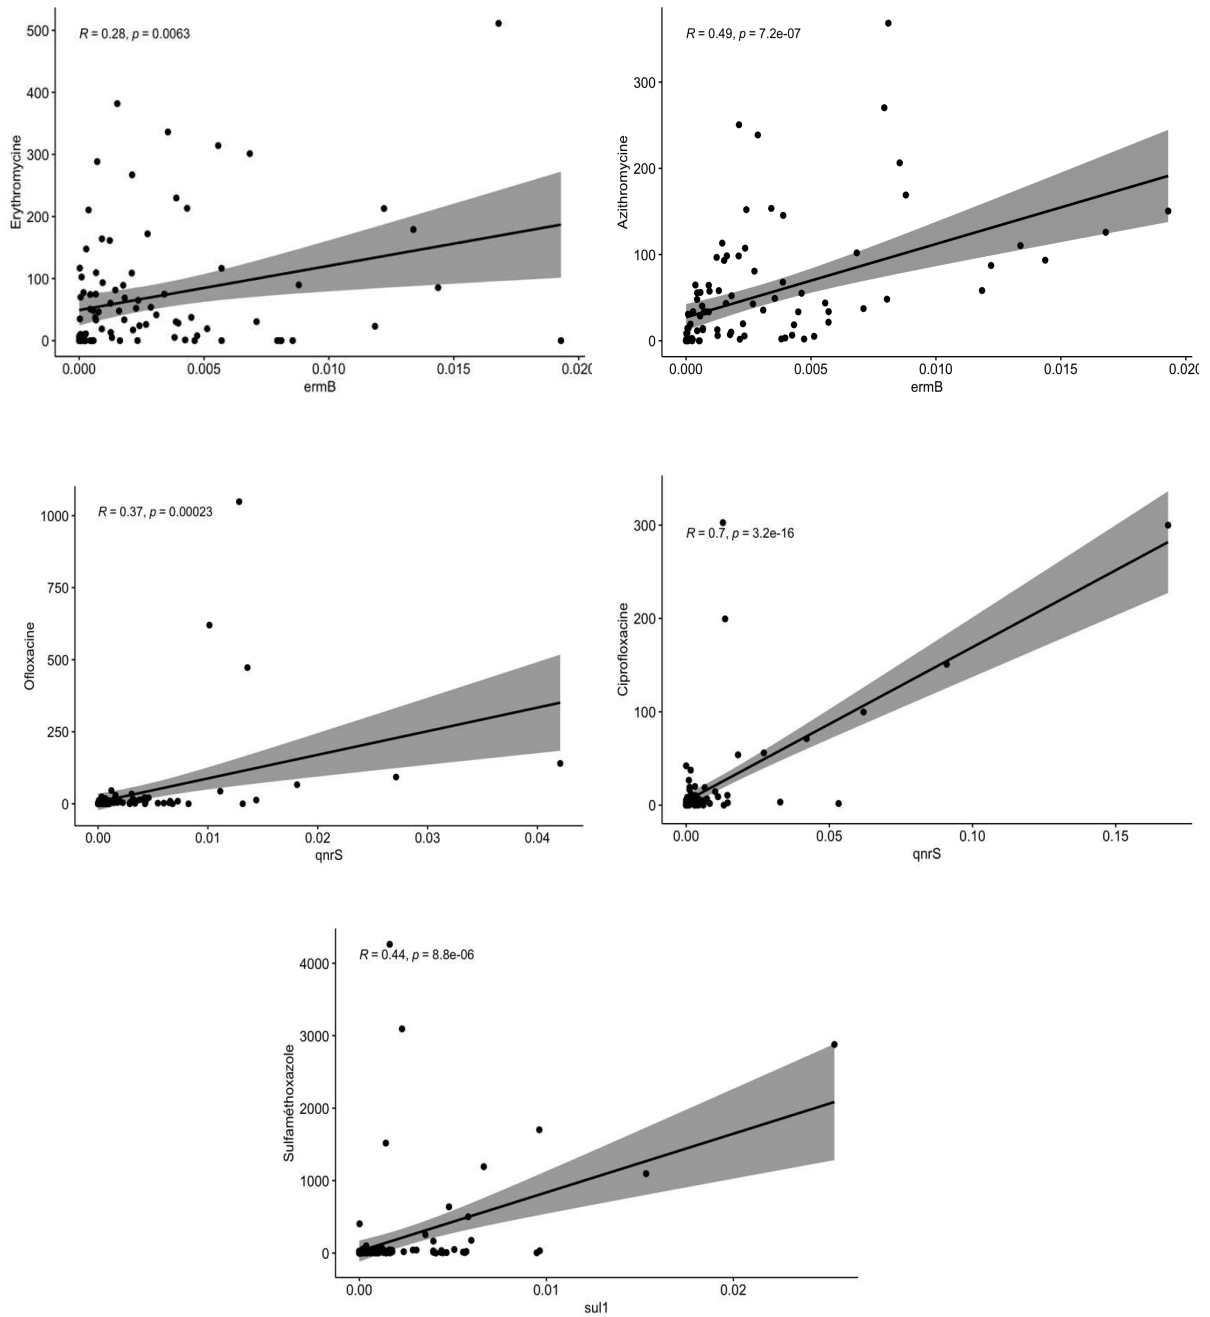 R = 0.28, p = 0.0063
500
400
300
200
100
0
Erythromycine
0.000 0.005 0.010 0.015 0.020
ermB
R = 0.49, p = 7.2e-07
300
200
100
0
Azithromycine
0.000 0.005 0.010 0.015 0.020
ermB
R = 0.37, p = 0.00023
1000
750
500
250
0
Ofloxacine
0.00 0.01 0.02 0.03 0.04
qnrS
R = 0.7, p = 3.2e-16
300
200
100
0
Ciprofloxacine
0.00 0.05 0.10 0.15
qnrS
R = 0.44, p = 8.8e-06
4000
3000
2000
1000
0
Sulfaméthoxazole
0.00 0.01 0.02
sul1